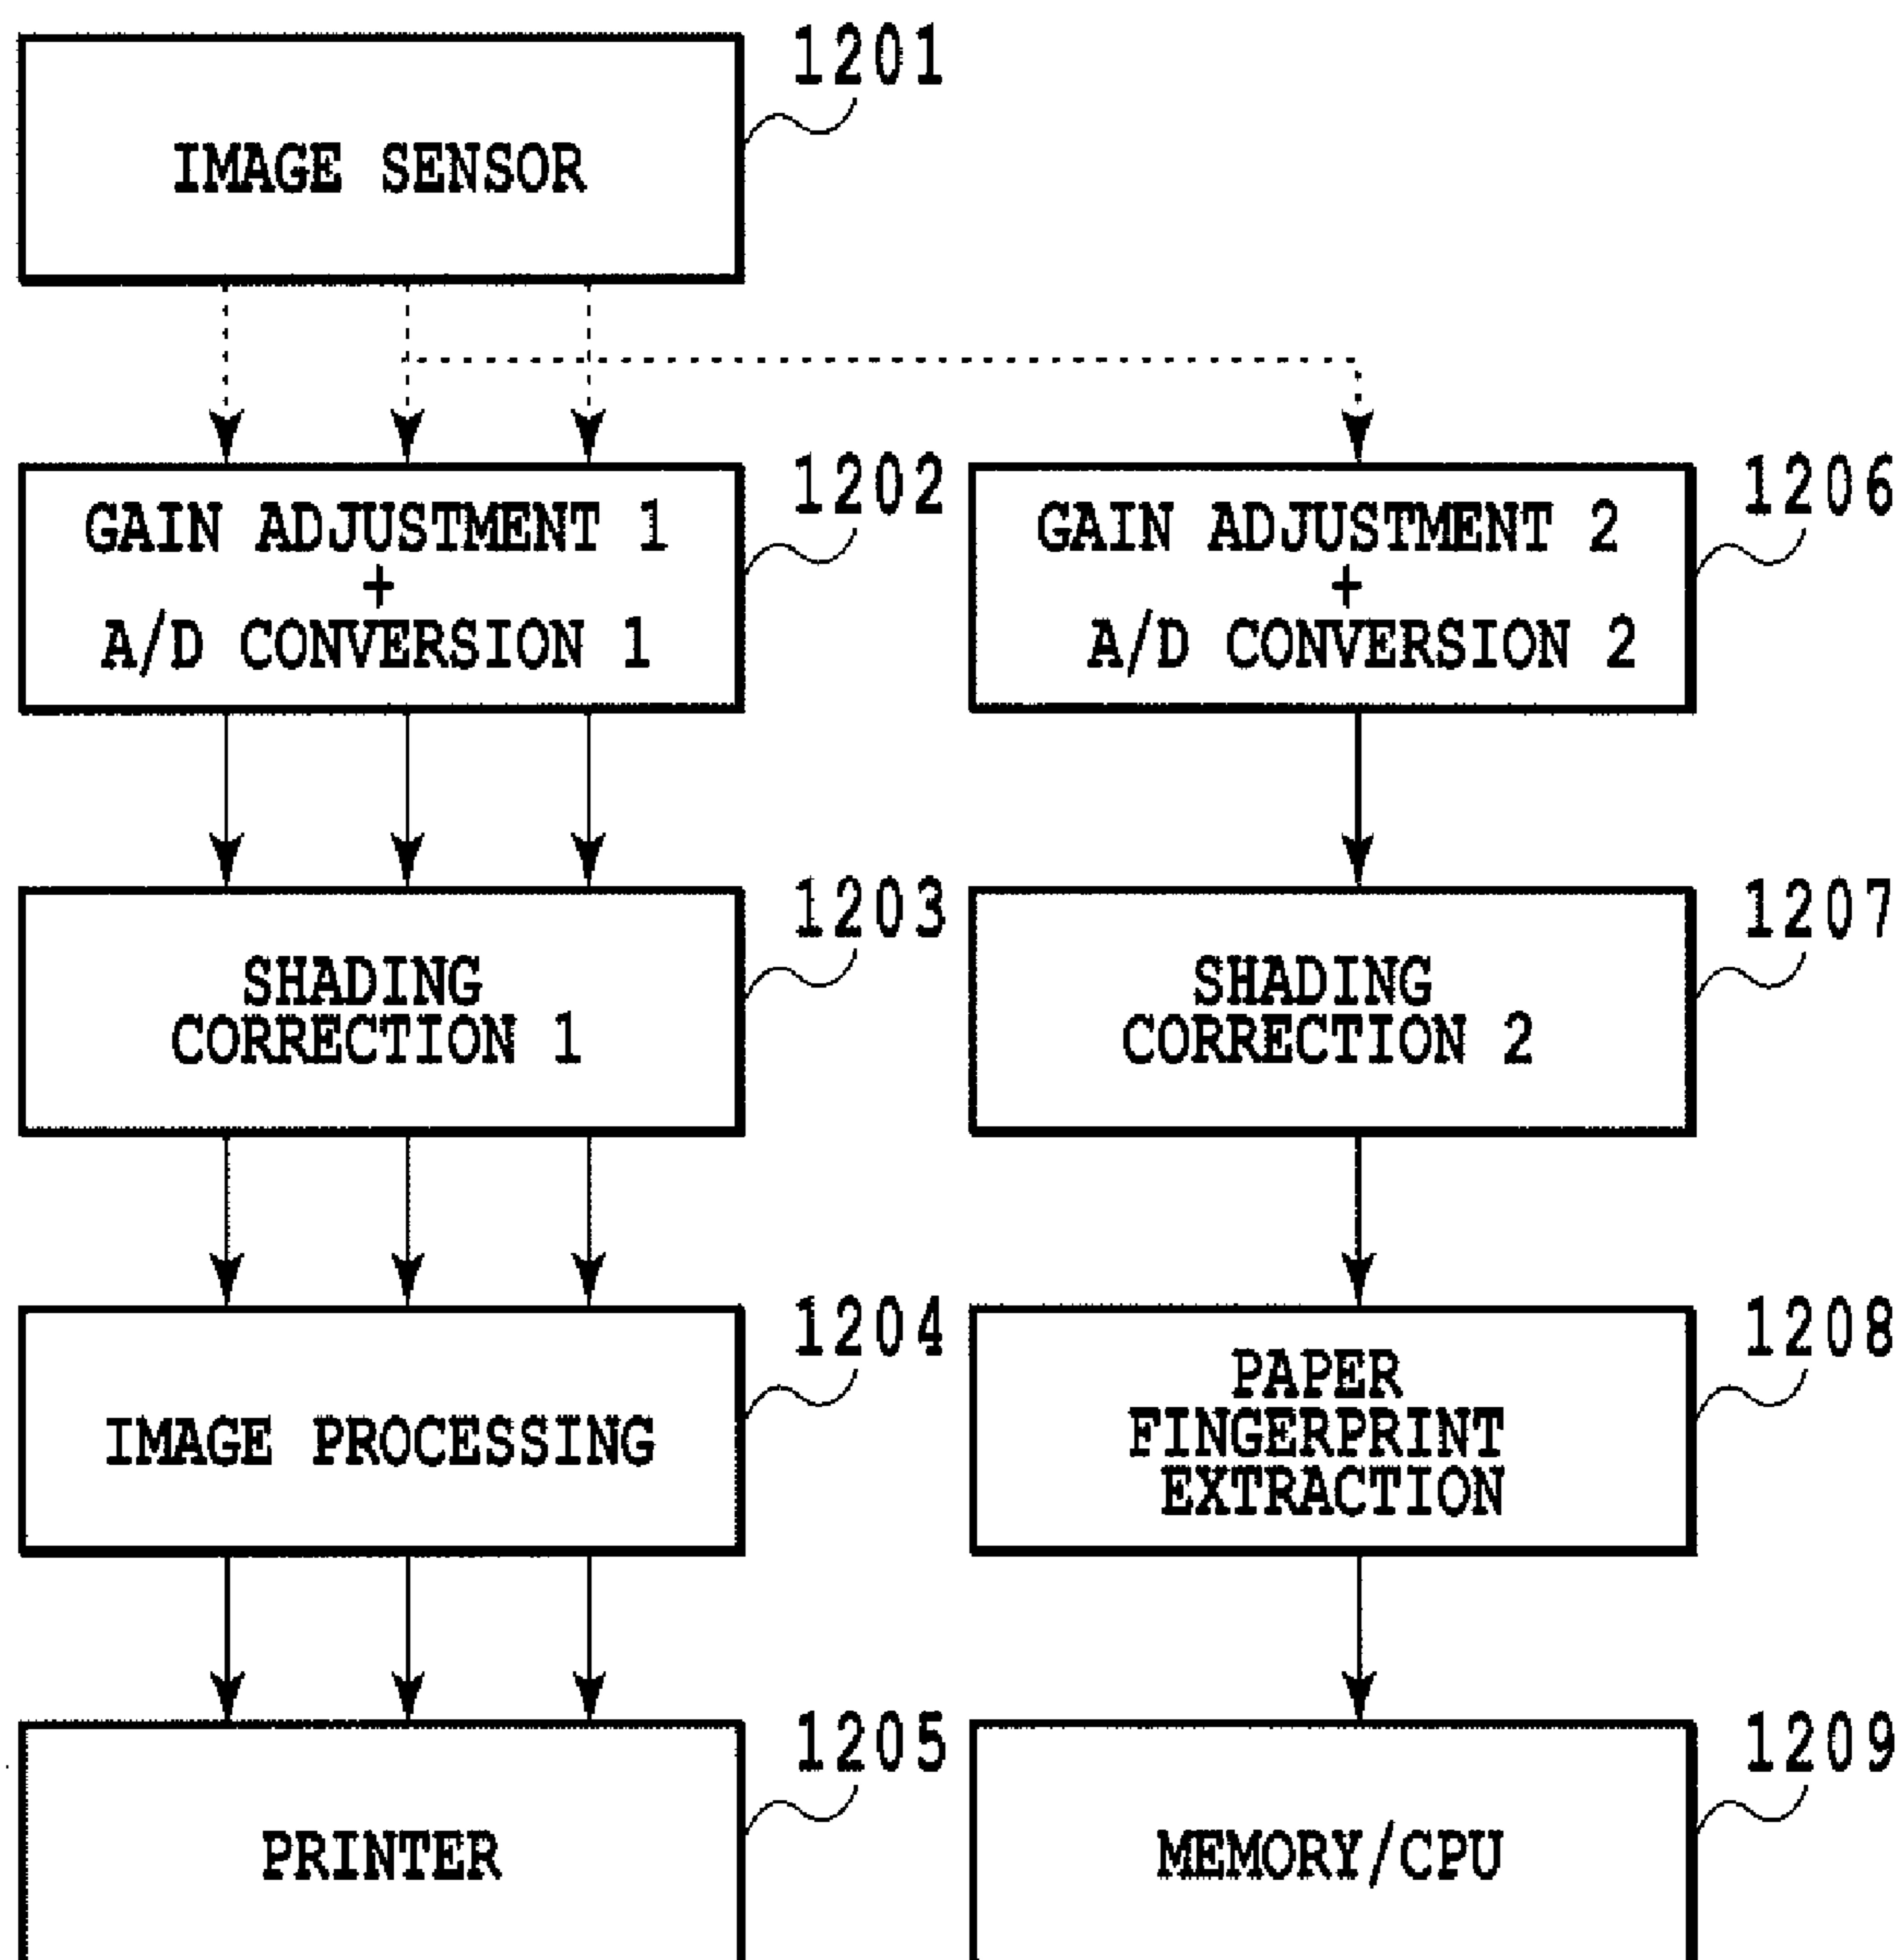 1201
IMAGE SENSOR
1202
GAIN ADJUSTMENT 1
+
A/D CONVERSION 1
1206
GAIN ADJUSTMENT 2
+
A/D CONVERSION 2
1203
SHADING
CORRECTION 1
1207
SHADING
CORRECTION 2
1204
IMAGE PROCESSING
1208
PAPER
FINGERPRINT
EXTRACTION
1205
PRINTER
1209
MEMORY/CPU